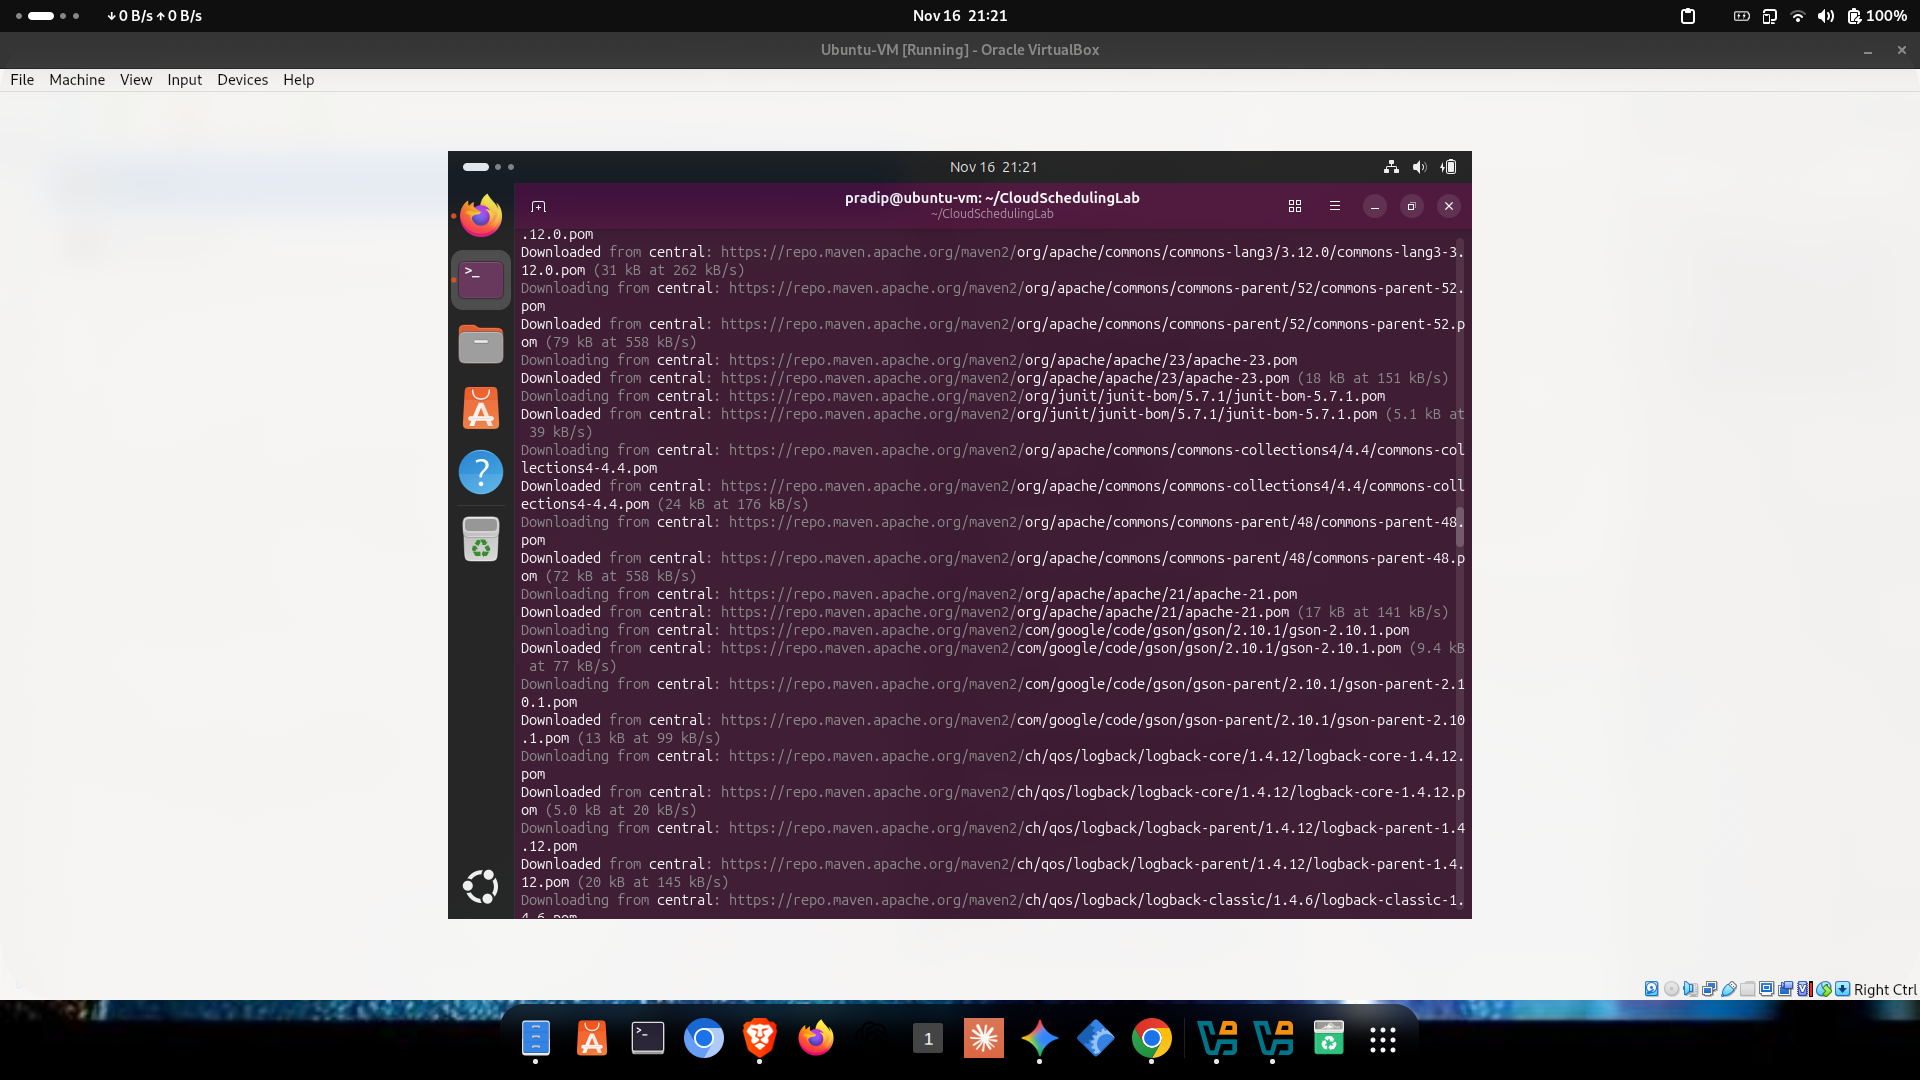 ↓ 0 B/s ↑ 0 B/s
Nov 16 21:21
100%
Ubuntu-VM [Running] - Oracle VirtualBox
File Machine View Input Devices Help
Nov 16 21:21
pradip@ubuntu-vm: ~/CloudSchedulingLab
~/CloudSchedulingLab
.12.0.pom
Downloaded from central: https://repo.maven.apache.org/maven2/org/apache/commons/commons-lang3/3.12.0/commons-lang3-3.
12.0.pom (31 kB at 262 kB/s)
Downloading from central: https://repo.maven.apache.org/maven2/org/apache/commons/commons-parent/52/commons-parent-52.
pom
Downloaded from central: https://repo.maven.apache.org/maven2/org/apache/commons/commons-parent/52/commons-parent-52.p
om (79 kB at 558 kB/s)
Downloading from central: https://repo.maven.apache.org/maven2/org/apache/apache/23/apache-23.pom
Downloaded from central: https://repo.maven.apache.org/maven2/org/apache/apache/23/apache-23.pom (18 kB at 151 kB/s)
Downloading from central: https://repo.maven.apache.org/maven2/org/junit/junit-bom/5.7.1/junit-bom-5.7.1.pom
Downloaded from central: https://repo.maven.apache.org/maven2/org/junit/junit-bom/5.7.1/junit-bom-5.7.1.pom (5.1 kB at
39 kB/s)
Downloading from central: https://repo.maven.apache.org/maven2/org/apache/commons/commons-collections4/4.4/commons-col
lections4-4.4.pom
Downloaded from central: https://repo.maven.apache.org/maven2/org/apache/commons/commons-collections4/4.4/commons-coll
ections4-4.4.pom (24 kB at 176 kB/s)
Downloading from central: https://repo.maven.apache.org/maven2/org/apache/commons/commons-parent/48/commons-parent-48.
pom
Downloaded from central: https://repo.maven.apache.org/maven2/org/apache/commons/commons-parent/48/commons-parent-48.p
om (72 kB at 558 kB/s)
Downloading from central: https://repo.maven.apache.org/maven2/org/apache/apache/21/apache-21.pom
Downloaded from central: https://repo.maven.apache.org/maven2/org/apache/apache/21/apache-21.pom (17 kB at 141 kB/s)
Downloading from central: https://repo.maven.apache.org/maven2/com/google/code/gson/gson/2.10.1/gson-2.10.1.pom
Downloaded from central: https://repo.maven.apache.org/maven2/com/google/code/gson/gson/2.10.1/gson-2.10.1.pom (9.4 kB
at 77 kB/s)
Downloading from central: https://repo.maven.apache.org/maven2/com/google/code/gson/gson-parent/2.10.1/gson-parent-2.1
0.1.pom
Downloaded from central: https://repo.maven.apache.org/maven2/com/google/code/gson/gson-parent/2.10.1/gson-parent-2.10
.1.pom (13 kB at 99 kB/s)
Downloading from central: https://repo.maven.apache.org/maven2/ch/qos/logback/logback-core/1.4.12/logback-core-1.4.12.
pom
Downloaded from central: https://repo.maven.apache.org/maven2/ch/qos/logback/logback-core/1.4.12/logback-core-1.4.12.p
om (5.0 kB at 20 kB/s)
Downloading from central: https://repo.maven.apache.org/maven2/ch/qos/logback/logback-parent/1.4.12/logback-parent-1.4
.12.pom
Downloaded from central: https://repo.maven.apache.org/maven2/ch/qos/logback/logback-parent/1.4.12/logback-parent-1.4.
12.pom (20 kB at 145 kB/s)
Downloading from central: https://repo.maven.apache.org/maven2/ch/qos/logback/logback-classic/1.4.6/logback-classic-1.
4.6.pom
Right Ctrl
1